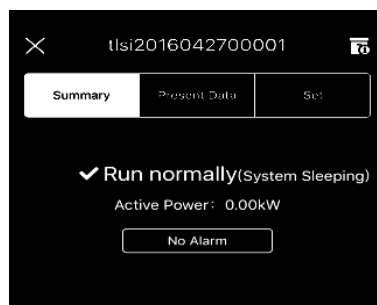 tlsi2016042700001
Summary Present Data Set
Run normally(System Sleeping)
Active Power: 0.00kW
No Alarm